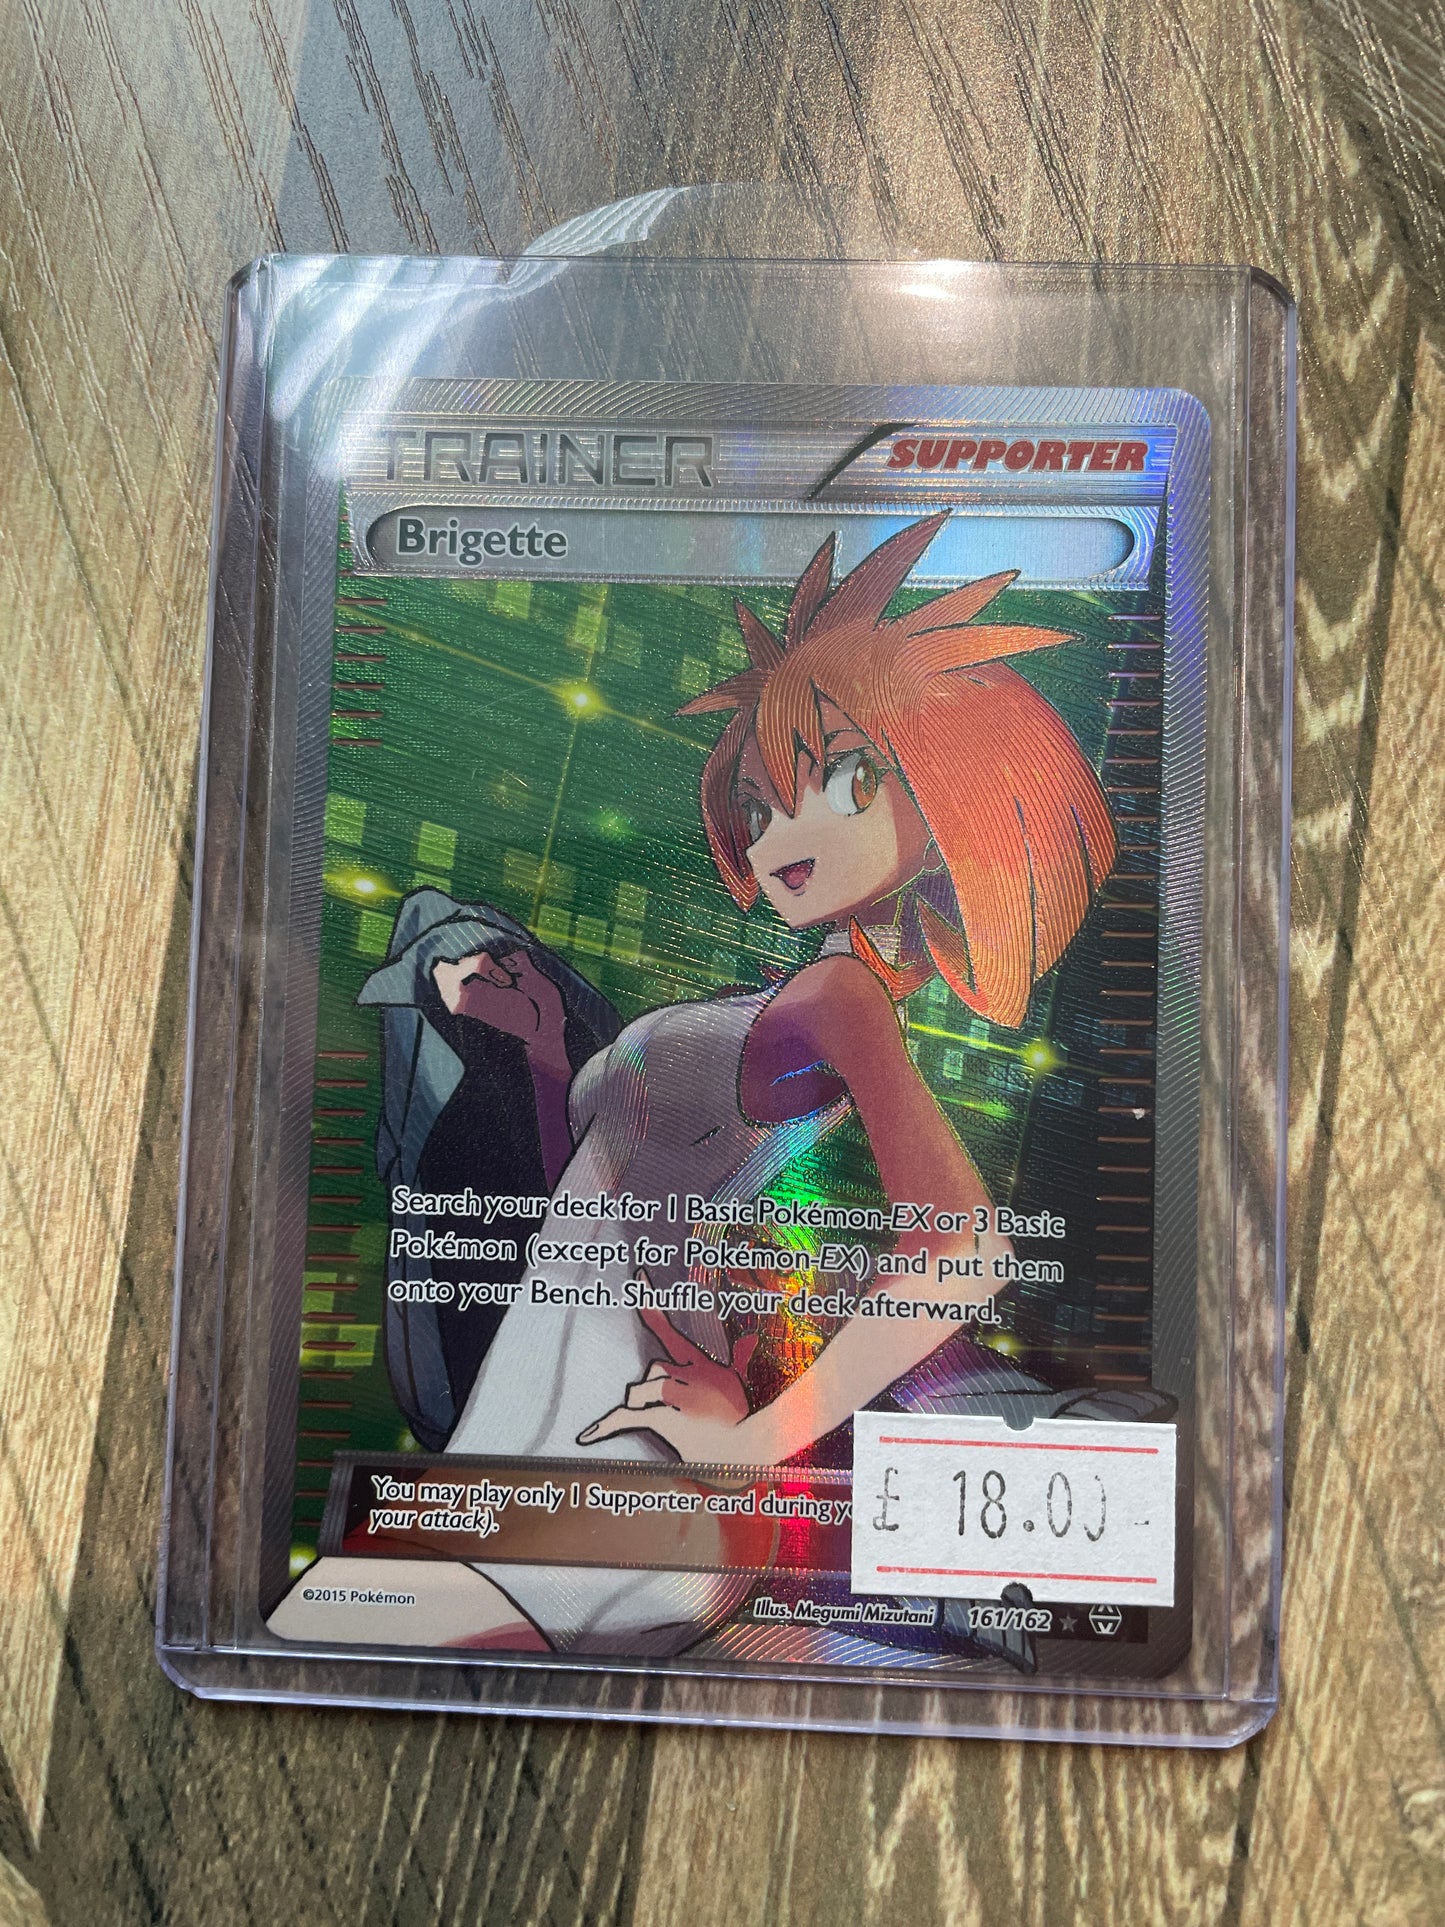 TRAINER
SUPPORTER
Brigette
Search your deck for 1 Basic Pokémon-EX or 3 Basic
Pokémon (except for Pokémon-EX) and put them
onto your Bench. Shuffle your deck afterward.
You may play only 1 Supporter card during
your attack).
£ 18.00
©2015 Pokémon
Illus. Megumi Mizutani 161/162